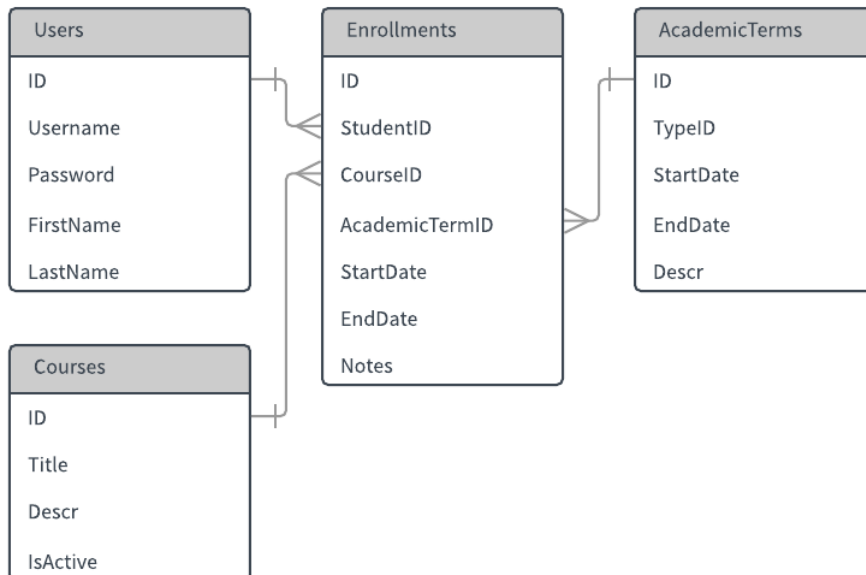 Users
ID
Username
Password
FirstName
LastName
Enrollments
ID
StudentID
CourseID
AcademicTermID
StartDate
EndDate
Notes
AcademicTerms
ID
TypeID
StartDate
EndDate
Descr
Courses
ID
Title
Descr
IsActive